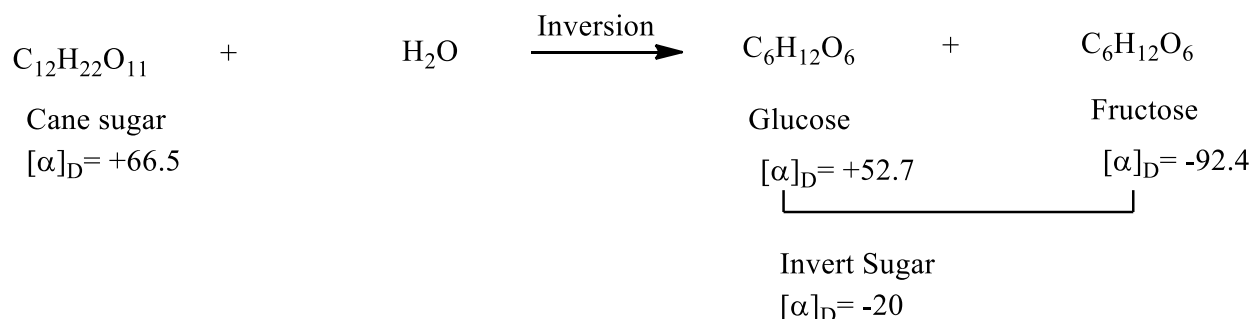 Inversion
C₁₂H₂₂O₁₁ + H₂O C₆H₁₂O₆ + C₆H₁₂O₆
Cane sugar Glucose Fructose
[α]D= +66.5 [α]D= +52.7 [α]D= -92.4
Invert Sugar
[α]D= -20